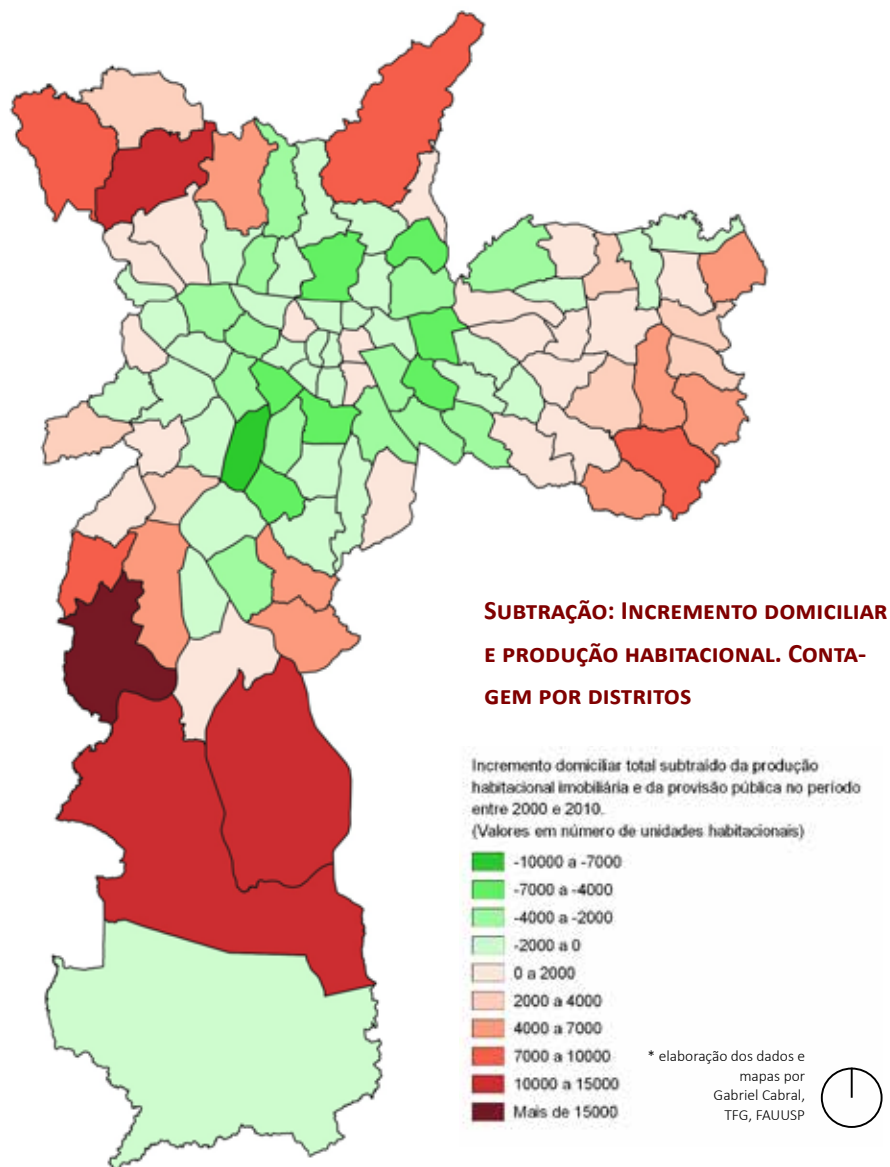 SUBTRAÇÃO: INCREMENTO DOMICILIAR
E PRODUÇÃO HABITACIONAL. CONTA-
GEM POR DISTRITOS
Incremento domiciliar total subtraído da produção
habitacional imobiliária e da provisão pública no período
entre 2000 e 2010.
(Valores em número de unidades habitacionais)
-10000 a -7000
-7000 a -4000
-4000 a -2000
-2000 a 0
0 a 2000
2000 a 4000
4000 a 7000
7000 a 10000
10000 a 15000
Mais de 15000
* elaboração dos dados e
mapas por
Gabriel Cabral,
TFG, FAUUSP